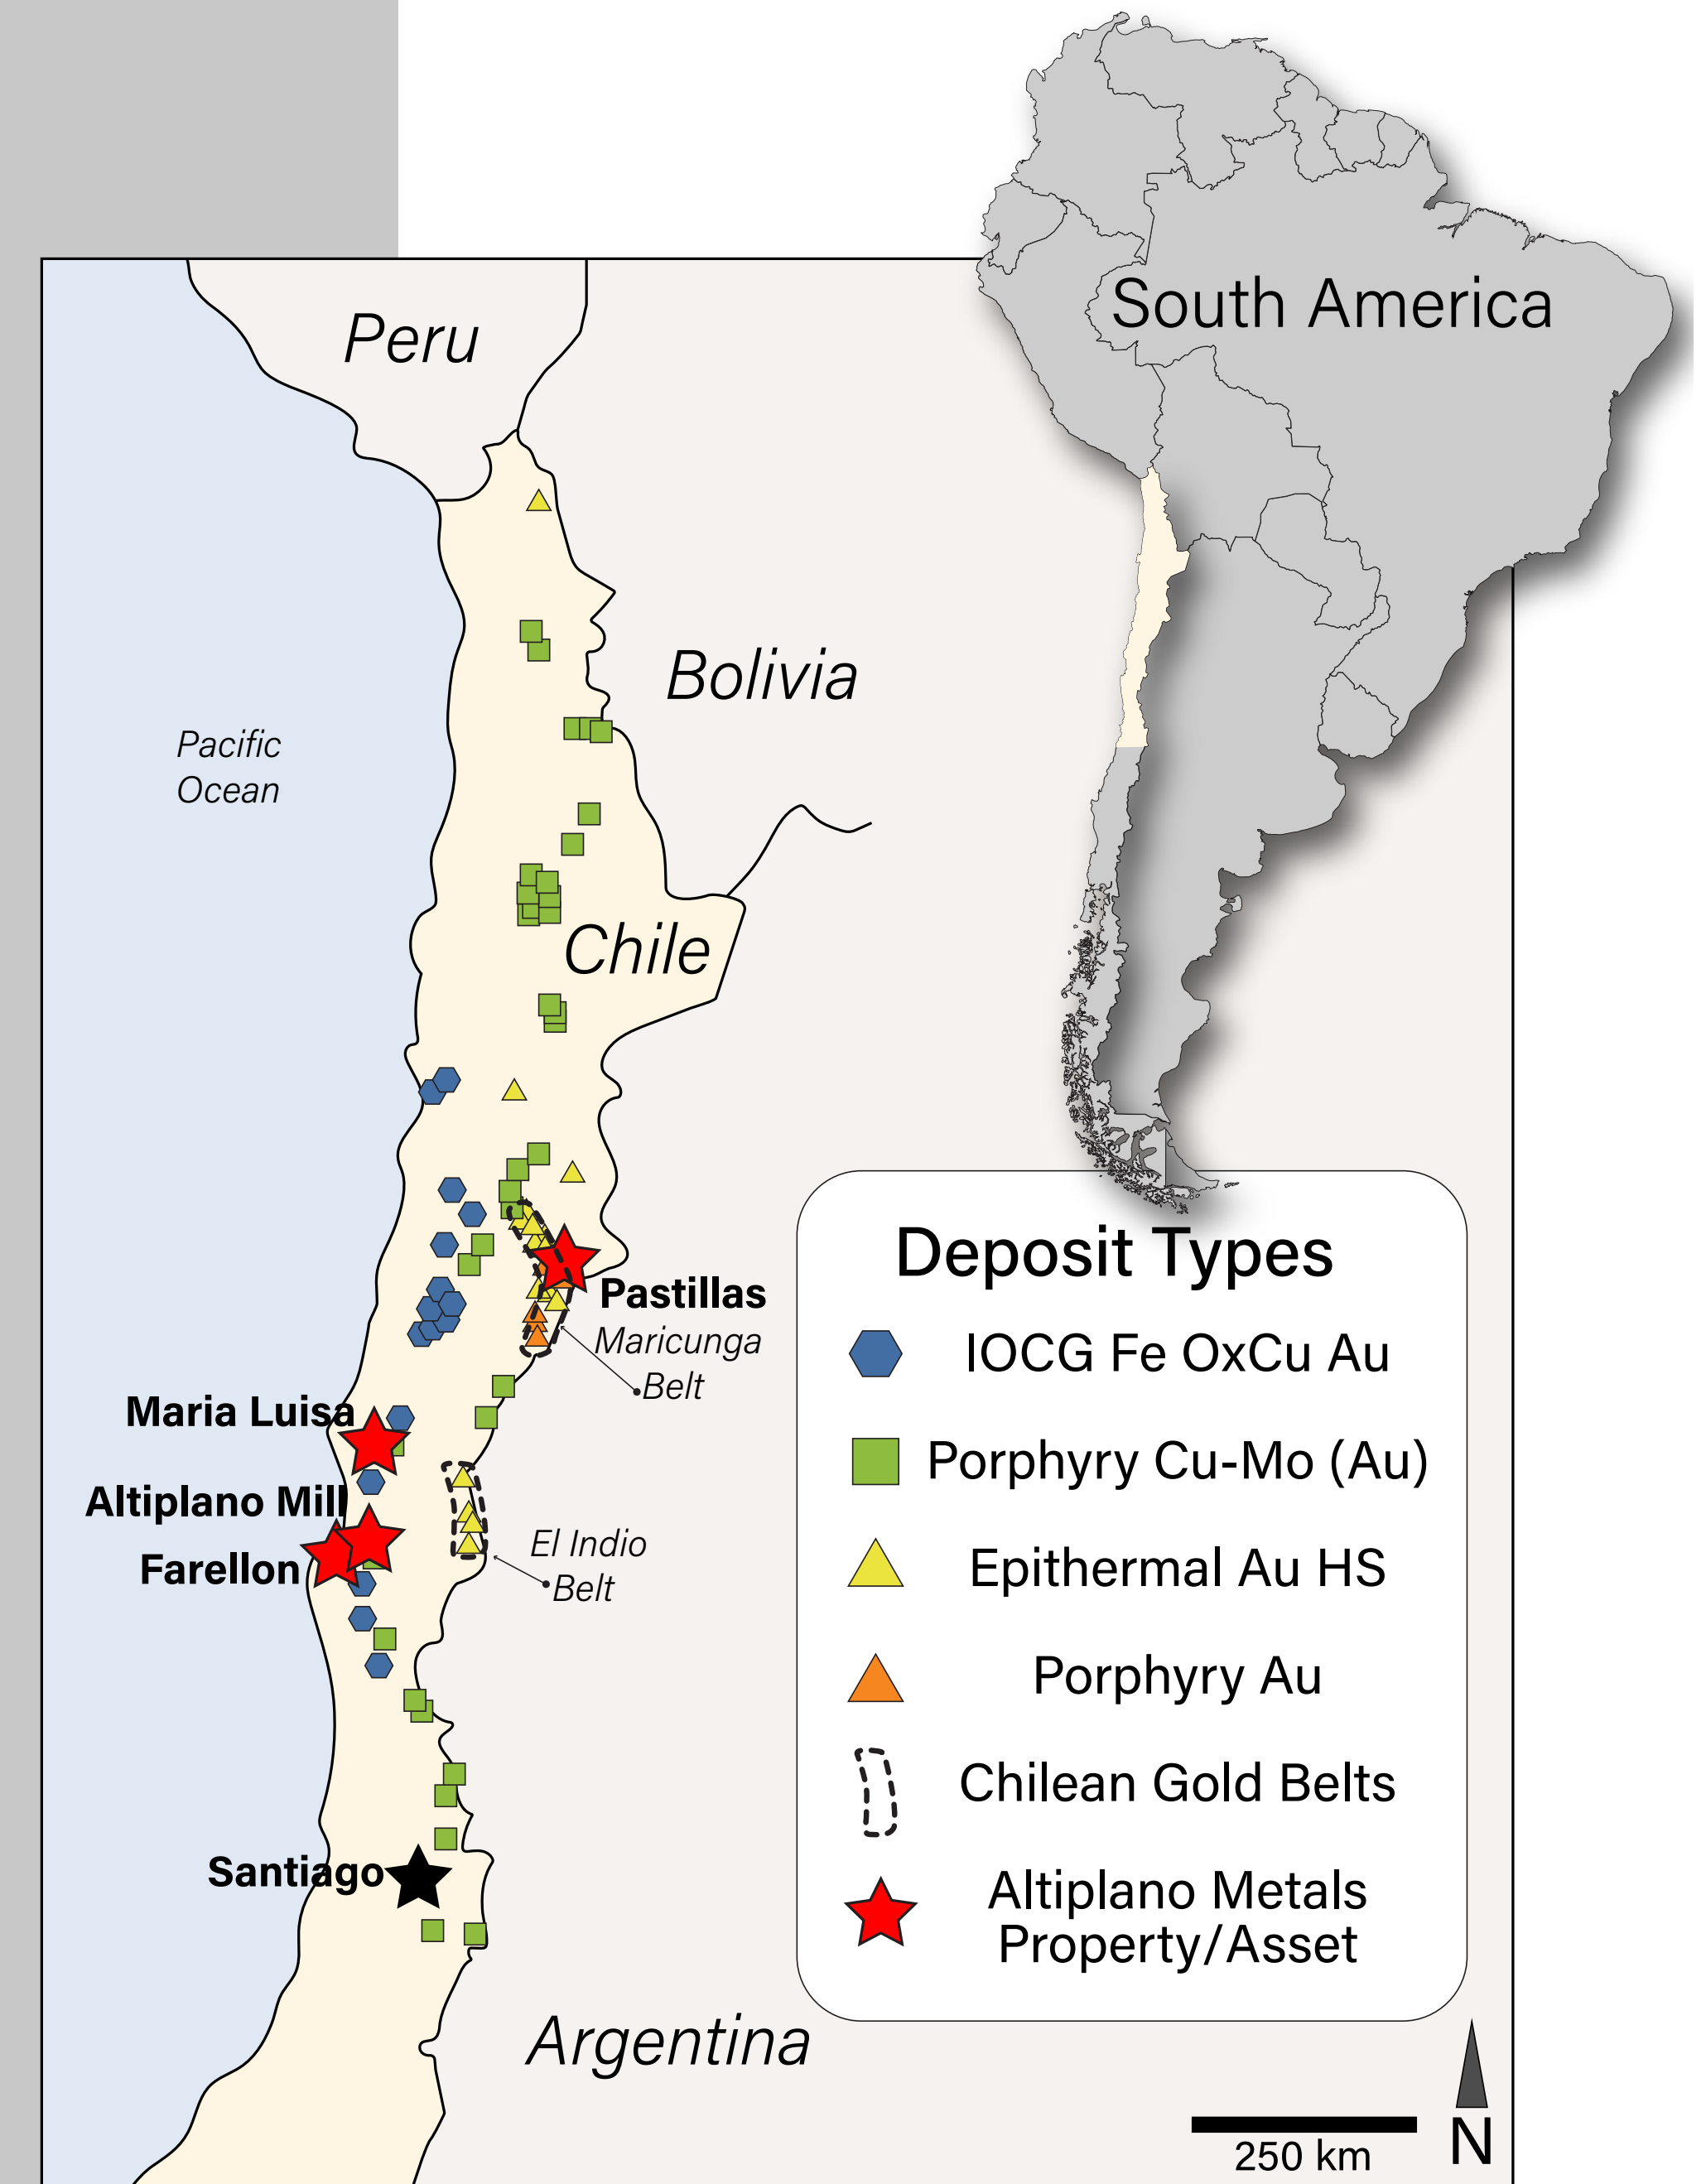 South America
Peru
Bolivia
Pacific
Ocean
Chile
Pastillas
Maricunga
Belt
Maria Luisa
Altiplano Mill
Farellon
El Indio
Belt
Santiago
Argentina
Deposit Types
IOCG Fe OxCu Au
Porphyry Cu-Mo (Au)
Epithermal Au HS
Porphyry Au
Chilean Gold Belts
Altiplano Metals
Property/Asset
250 km
N